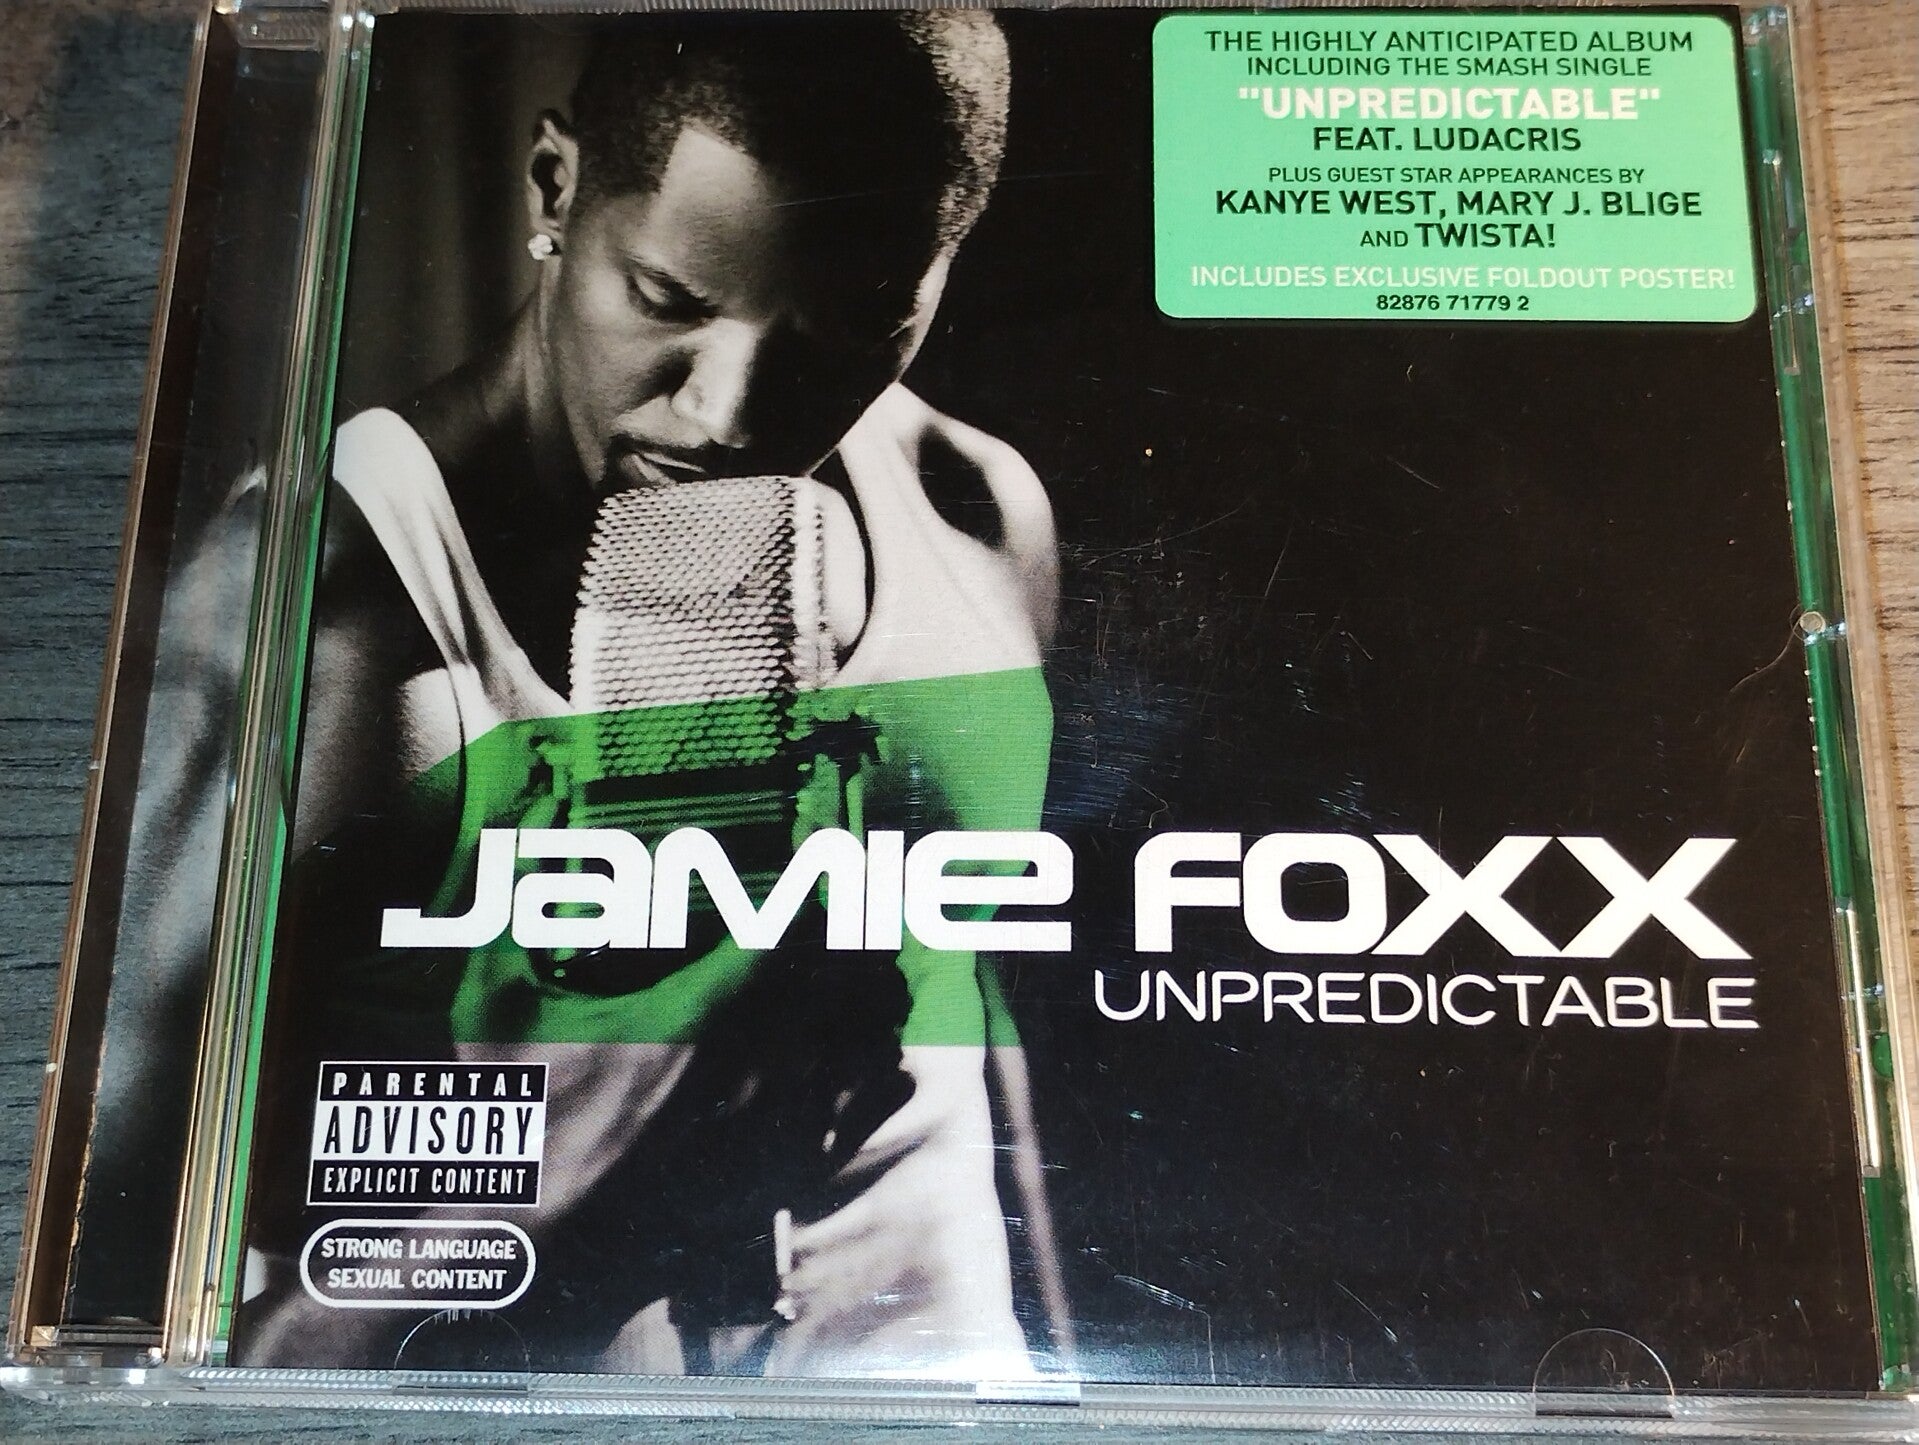 THE HIGHLY ANTICIPATED ALBUM
INCLUDING THE SMASH SINGLE
"UNPREDICTABLE"
FEAT. LUDACRIS
PLUS GUEST STAR APPEARANCES BY
KANYE WEST, MARY J. BLIGE
AND TWISTA!
INCLUDES EXCLUSIVE FOLDOUT POSTER!
82876 71779 2
JaMIe FOXX
UNPREDICTABLE
PARENTAL
ADVISORY
EXPLICIT CONTENT
STRONG LANGUAGE
SEXUAL CONTENT